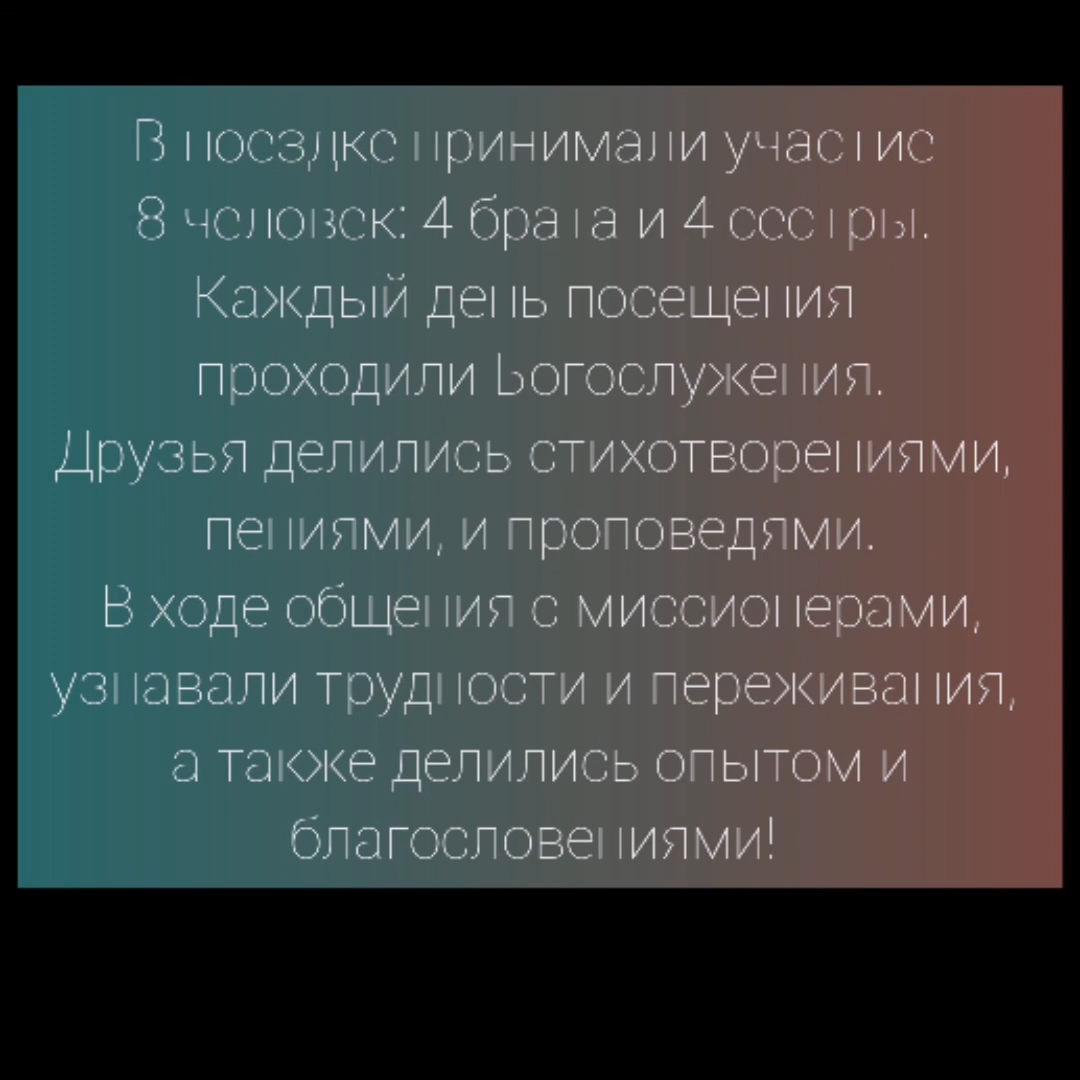 В поездке принимали участие
8 человек: 4 брата и 4 сестры.
Каждый день посещения
проходили Богослужения.
Друзья делились стихотворениями,
пениями, и проповедями.
В ходе общения с миссионерами,
узнавали трудности и переживания,
а также делились опытом и
благословениями!